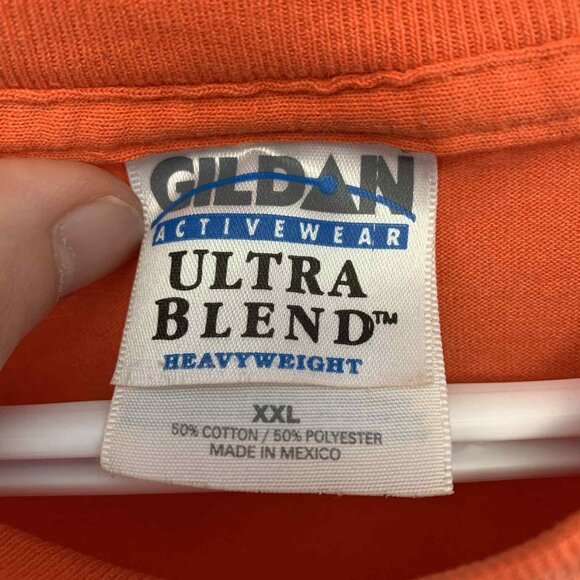 GILDAN
ACTIVEWEAR
ULTRA
BLEND™
HEAVYWEIGHT
XXL
50% COTTON / 50% POLYESTER
MADE IN MEXICO